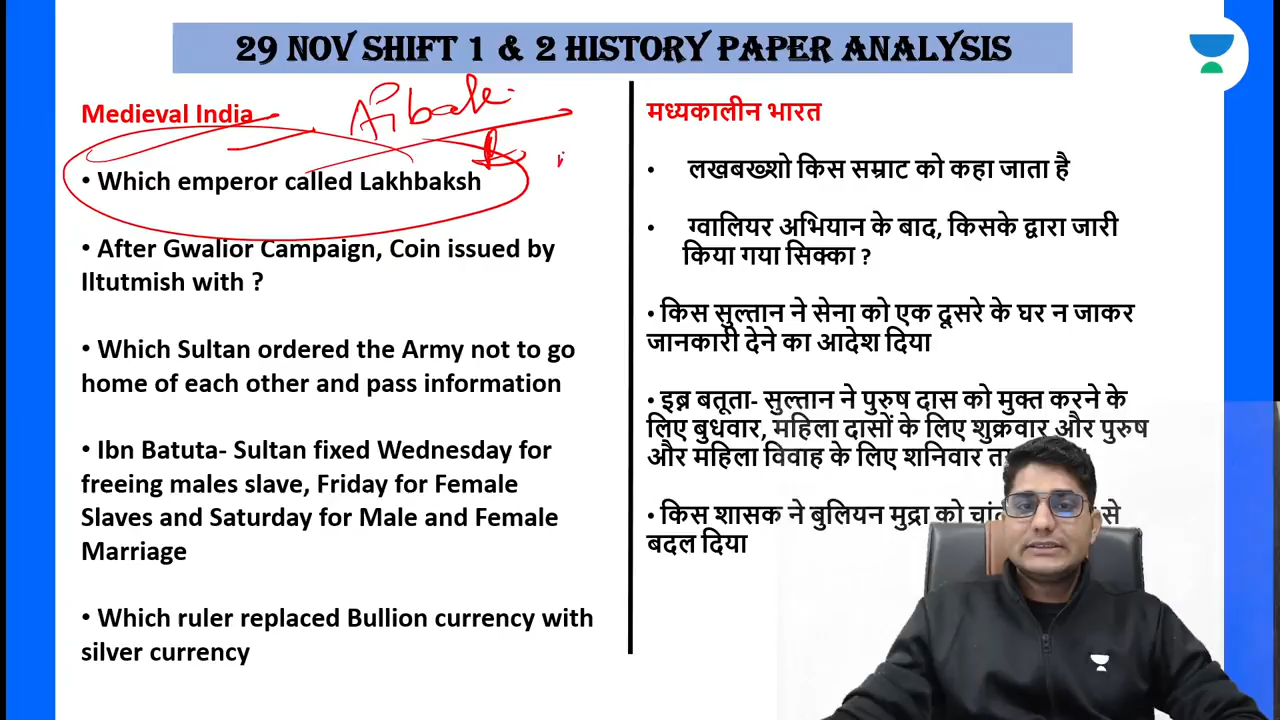 29 NOV SHIFT 1 & 2 HISTORY PAPER ANALYSIS
Medieval India
Aibak
• Which emperor called Lakhbaksh
• After Gwalior Campaign, Coin issued by
Iltutmish with ?
• Which Sultan ordered the Army not to go
home of each other and pass information
• Ibn Batuta- Sultan fixed Wednesday for
freeing males slave, Friday for Female
Slaves and Saturday for Male and Female
Marriage
• Which ruler replaced Bullion currency with
silver currency
मध्यकालीन भारत
• लखबख्शो किस सम्राट को कहा जाता है
• ग्वालियर अभियान के बाद, किसके द्वारा जारी
किया गया सिक्का ?
• किस सुल्तान ने सेना को एक दूसरे के घर न जाकर
जानकारी देने का आदेश दिया
• इब्न बतूता- सुल्तान ने पुरुष दास को मुक्त करने के
लिए बुधवार, महिला दासों के लिए शुक्रवार और पुरुष
और महिला विवाह के लिए शनिवार
• किस शासक ने बुलियन मुद्रा को से
बदल दिया